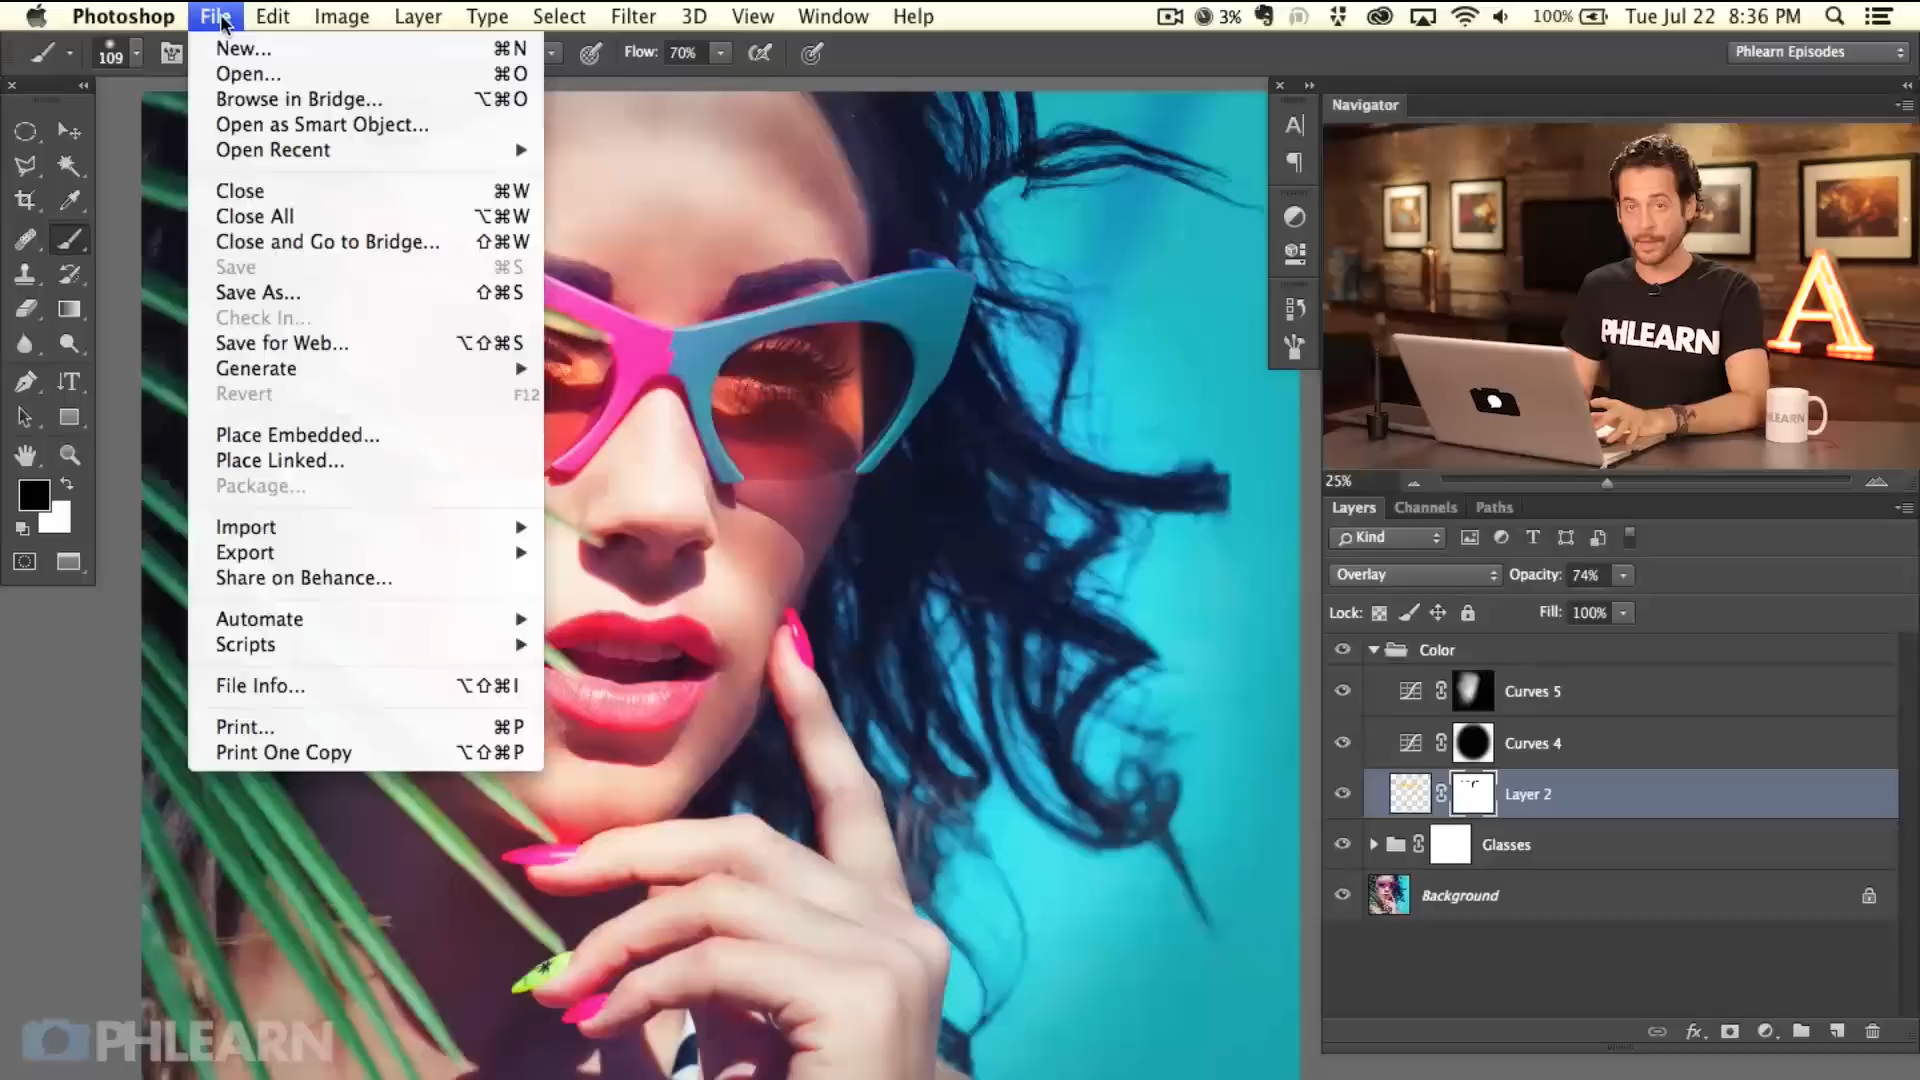 Photoshop File Edit Image Layer Type Select Filter 3D View Window Help 3% 100% Tue Jul 22 8:36 PM
109 Flow: 70% Phlearn Episodes
New... ⌘N
Open... ⌘O
Browse in Bridge... ⌥⌘O
Open as Smart Object...
Open Recent
Close ⌘W
Close All ⌥⌘W
Close and Go to Bridge... ⇧⌘W
Save ⌘S
Save As... ⇧⌘S
Check In...
Save for Web... ⌥⇧⌘S
Generate
Revert F12
Place Embedded...
Place Linked...
Package...
Import
Export
Share on Behance...
Automate
Scripts
File Info... ⌥⇧⌘I
Print... ⌘P
Print One Copy ⌥⇧⌘P
Navigator
PHLEARN
A
PHLEARN
25%
Layers Channels Paths
Kind
Overlay Opacity: 74%
Lock: Fill: 100%
Color
Curves 5
Curves 4
Layer 2
Glasses
Background
fx
PHLEARN